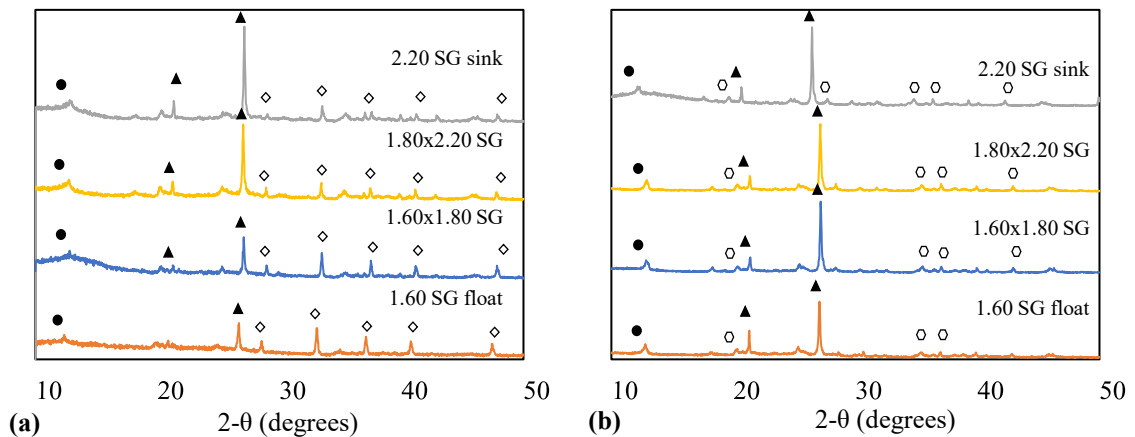 2.20 SG sink
1.80x2.20 SG
1.60x1.80 SG
1.60 SG float
10 20 30 40 50
2-θ (degrees)
(a)
2.20 SG sink
1.80x2.20 SG
1.60x1.80 SG
1.60 SG float
10 20 30 40 50
2-θ (degrees)
(b)